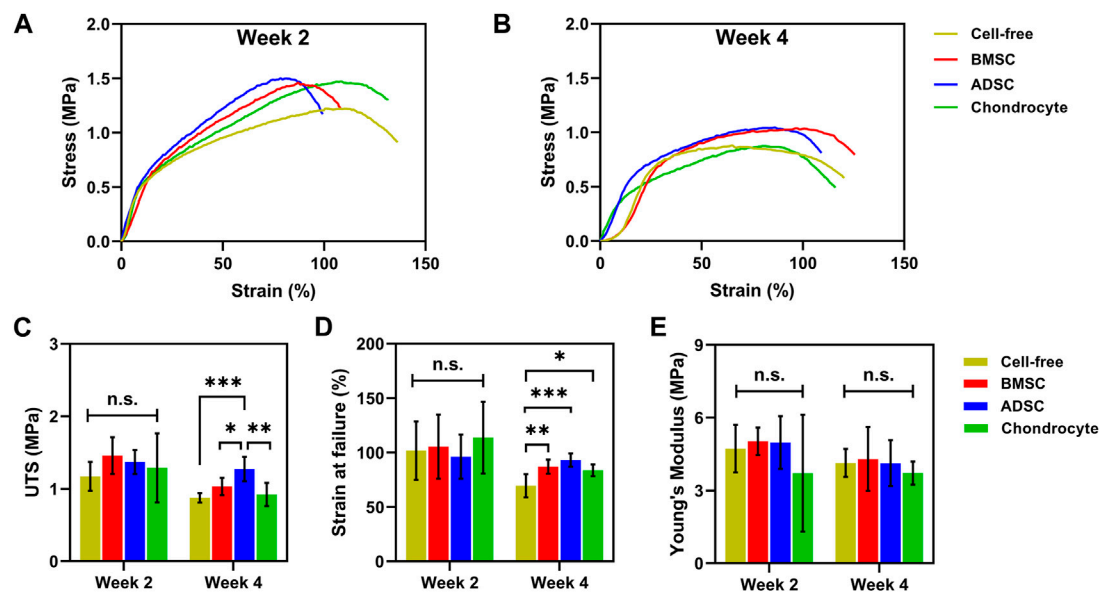 A
Week 2
Stress (MPa)
2.0
1.5
1.0
0.5
0.0
0
50
100
150
Strain (%)
B
Week 4
Stress (MPa)
2.0
1.5
1.0
0.5
0.0
0
50
100
150
Strain (%)
Cell-free
BMSC
ADSC
Chondrocyte
C
UTS (MPa)
3
2
1
0
n.s.
***
*
**
Week 2
Week 4
D
Strain at failure (%)
200
150
100
50
0
n.s.
*
***
**
Week 2
Week 4
E
Young's Modulus (MPa)
9
6
3
0
n.s.
n.s.
Week 2
Week 4
Cell-free
BMSC
ADSC
Chondrocyte